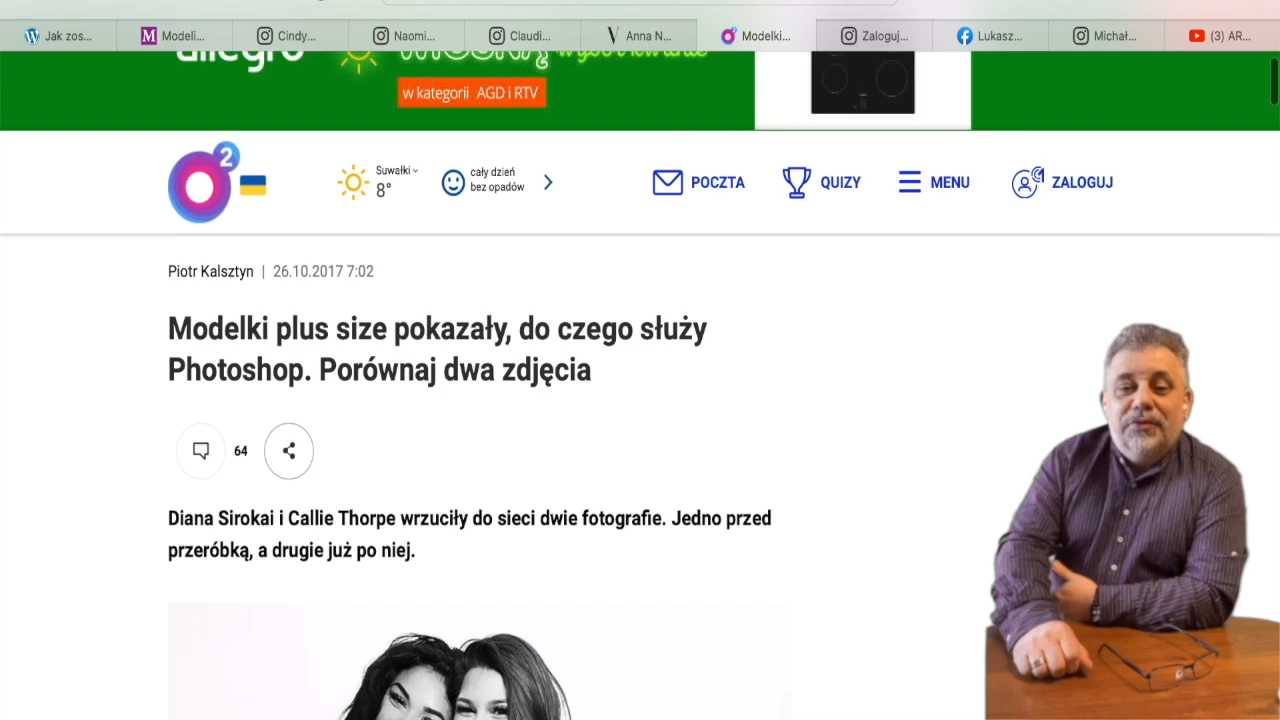 Jak zos...
Modeli...
Cindy...
Naomi...
Claudi...
Anna N...
Modelki...
Zaloguj...
Lukasz...
Michał...
(3) AR...
allegro
w kategorii AGD i RTV
2
Suwałki
8°
cały dzień
bez opadów
POCZTA
QUIZY
MENU
ZALOGUJ
Piotr Kalsztyn | 26.10.2017 7:02
Modelki plus size pokazały, do czego służy
Photoshop. Porównaj dwa zdjęcia
64
Diana Sirokai i Callie Thorpe wrzuciły do sieci dwie fotografie. Jedno przed
przeróbką, a drugie już po niej.